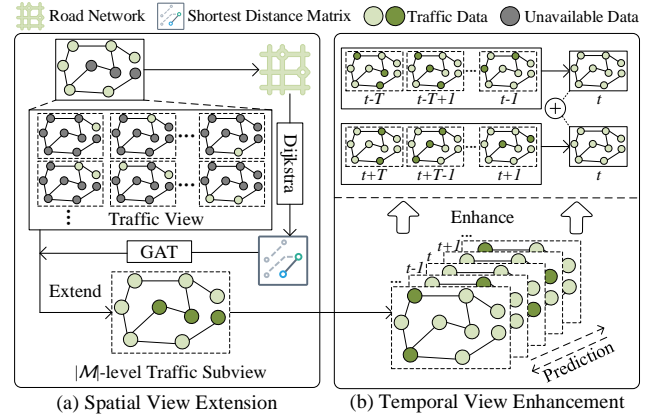 Road Network
Shortest Distance Matrix
Traffic Data
Unavailable Data
Dijkstra
...
...
Traffic View
GAT
Extend
|M|-level Traffic Subview
(a) Spatial View Extension
t-T
t-T+1
...
t-1
t
+
t+T
t+T-1
...
t+1
t
Enhance
...
t+1
t
t-1
...
Prediction
(b) Temporal View Enhancement